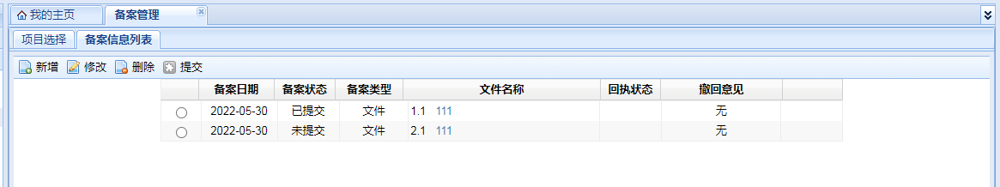 我的主页 备案管理
项目选择 备案信息列表
新增 修改 删除 提交
备案日期 备案状态 备案类型 文件名称 回执状态 撤回意见
2022-05-30 已提交 文件 1.1 111 无
2022-05-30 未提交 文件 2.1 111 无